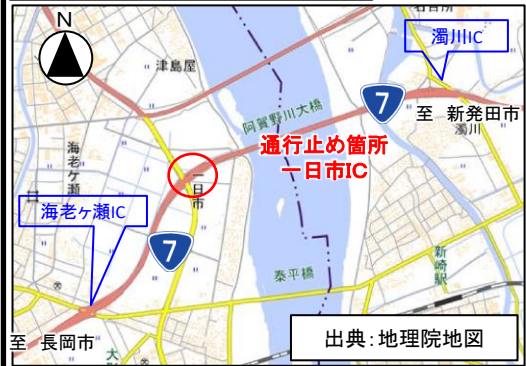 N
名目所
濁川IC
津島屋
7
阿賀野川大橋
至 新発田市
濁川
通行止め箇所
一日市IC
海老ヶ瀬
一日市
海老ヶ瀬IC
7
新崎駅
泰平橋
出典：地理院地図
至 長岡市